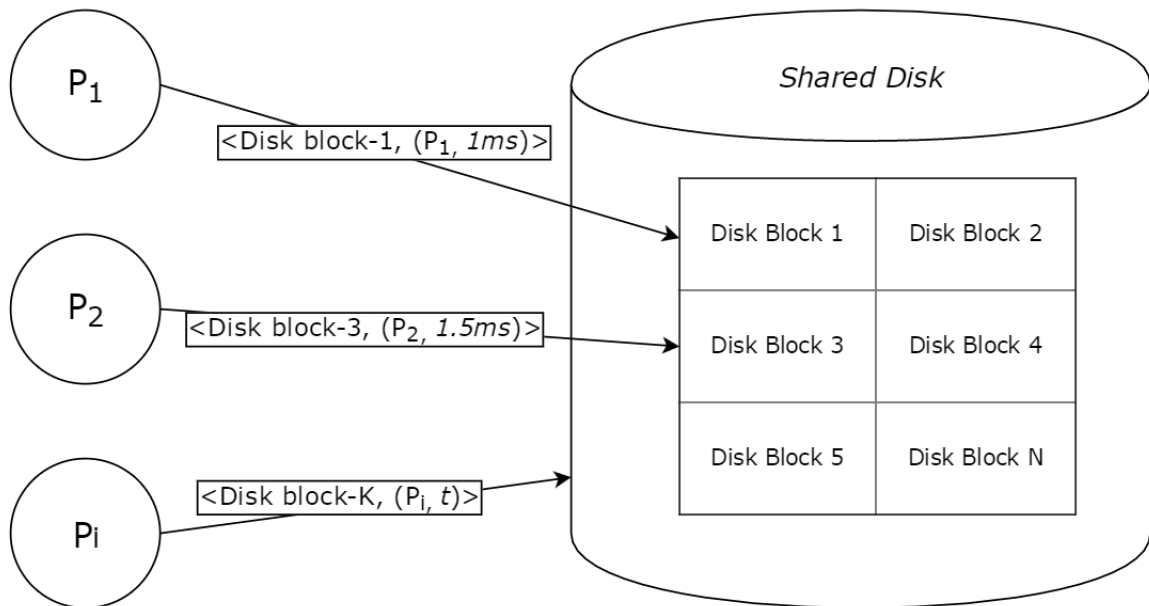 P1
Shared Disk
<Disk block-1, (P1, 1ms)>
Disk Block 1
Disk Block 2
P2
<Disk block-3, (P2, 1.5ms)>
Disk Block 3
Disk Block 4
Disk Block 5
Disk Block N
<Disk block-K, (Pi, t)>
Pi